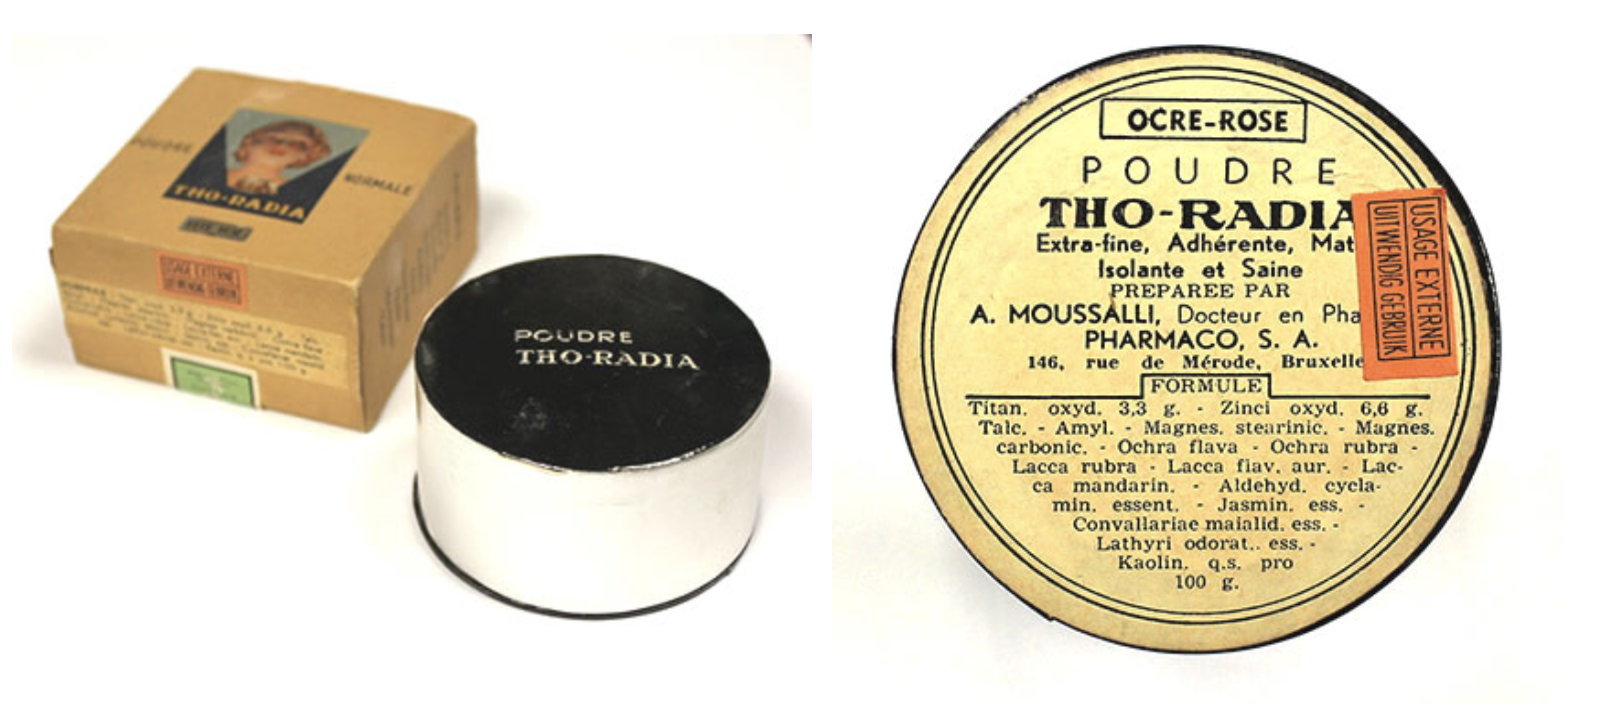 POUDRE
NORMALE
THO-RADIA
USAGE EXTERNE
UITWENDIG GEBRUIK
POUDRE
THO-RADIA
OCRE-ROSE
POUDRE
THO-RADIA
Extra-fine, Adhérente, Mat
Isolante et Saine
PREPAREE PAR
A. MOUSSALLI, Docteur en Pha
PHARMACO, S. A.
146, rue de Mérode, Bruxelle
USAGE EXTERNE
UITWENDIG GEBRUIK
FORMULE
Titan. oxyd. 3,3 g. - Zinci oxyd. 6,6 g.
Talc. - Amyl. - Magnes. stearinic. - Magnes.
carbonic. - Ochra flava - Ochra rubra -
Lacca rubra - Lacca flav. aur. - Lac-
ca mandarin. - Aldehyd. cycla-
min. essent. - Jasmin. ess. -
Convallariae maialid. ess. -
Lathyri odorat.. ess. -
Kaolin. q.s. pro
100 g.